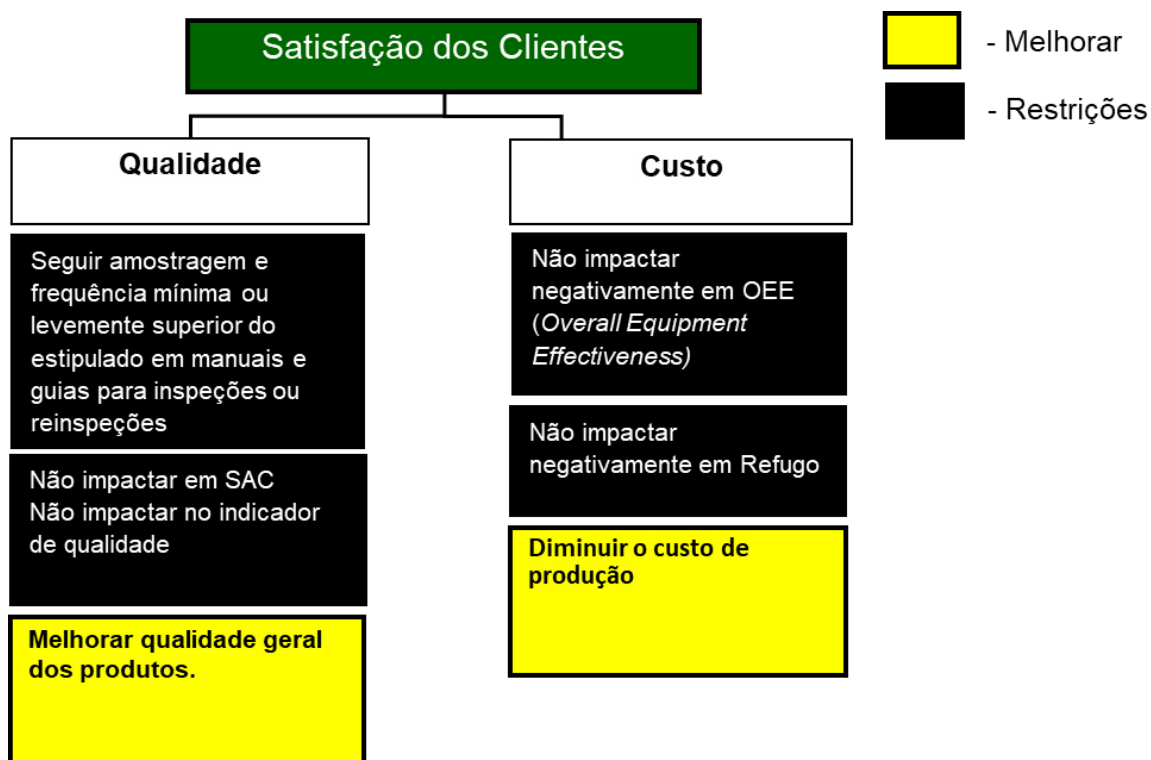 Satisfação dos Clientes
- Melhorar
- Restrições
Qualidade
Seguir amostragem e
frequência mínima ou
levemente superior do
estipulado em manuais e
guias para inspeções ou
reinspeções
Não impactar em SAC
Não impactar no indicador
de qualidade
Melhorar qualidade geral
dos produtos.
Custo
Não impactar
negativamente em OEE
(Overall Equipment
Effectiveness)
Não impactar
negativamente em Refugo
Diminuir o custo de
produção